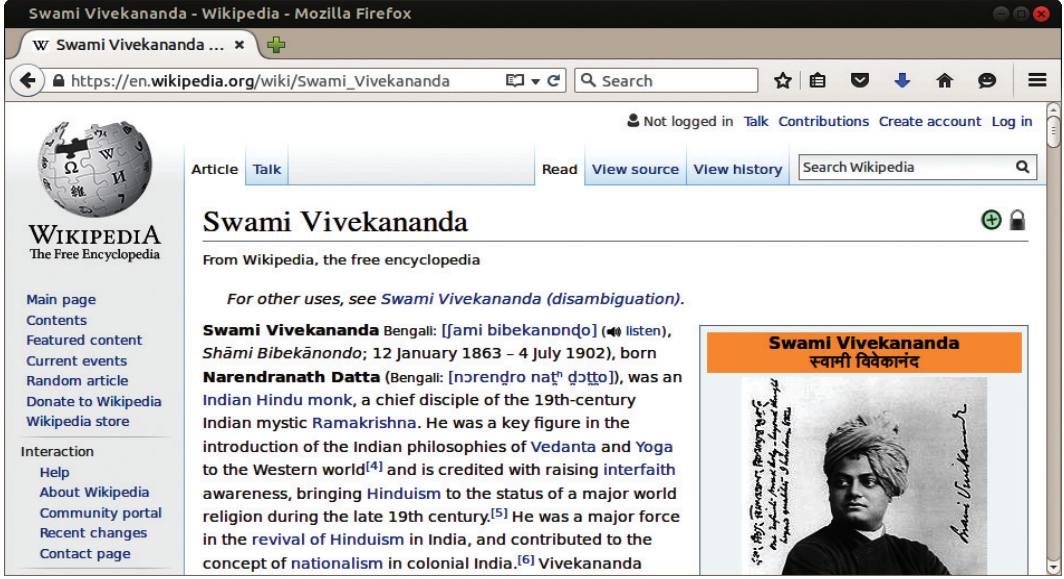 Swami Vivekananda - Wikipedia - Mozilla Firefox
W Swami Vivekananda ... ×
https://en.wikipedia.org/wiki/Swami_Vivekananda
Search
Not logged in Talk Contributions Create account Log in
Article Talk Read View source View history Search Wikipedia
WIKIPEDIA
The Free Encyclopedia
Main page
Contents
Featured content
Current events
Random article
Donate to Wikipedia
Wikipedia store
Interaction
Help
About Wikipedia
Community portal
Recent changes
Contact page
Swami Vivekananda
From Wikipedia, the free encyclopedia
For other uses, see Swami Vivekananda (disambiguation).
Swami Vivekananda Bengali: [ʃami bibekanɒnɖo] (listen),
Shāmi Bibekānondo; 12 January 1863 – 4 July 1902), born
Narendranath Datta (Bengali: [nɔrend̪ro nat̪ʰ d̪ɔt̪t̪o]), was an
Indian Hindu monk, a chief disciple of the 19th-century
Indian mystic Ramakrishna. He was a key figure in the
introduction of the Indian philosophies of Vedanta and Yoga
to the Western world[4] and is credited with raising interfaith
awareness, bringing Hinduism to the status of a major world
religion during the late 19th century.[5] He was a major force
in the revival of Hinduism in India, and contributed to the
concept of nationalism in colonial India.[6] Vivekananda
Swami Vivekananda
स्वामी विवेकानंद